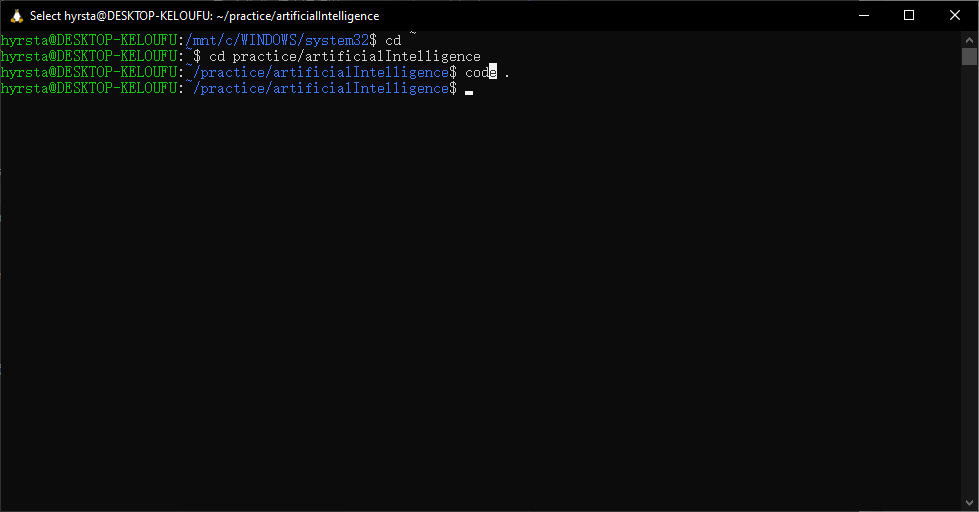 Select hyrsta@DESKTOP-KELOUFU: ~/practice/artificialIntelligence
hyrsta@DESKTOP-KELOUFU:/mnt/c/WINDOWS/system32$ cd ~
hyrsta@DESKTOP-KELOUFU:~$ cd practice/artificialIntelligence
hyrsta@DESKTOP-KELOUFU:~/practice/artificialIntelligence$ code .
hyrsta@DESKTOP-KELOUFU:~/practice/artificialIntelligence$